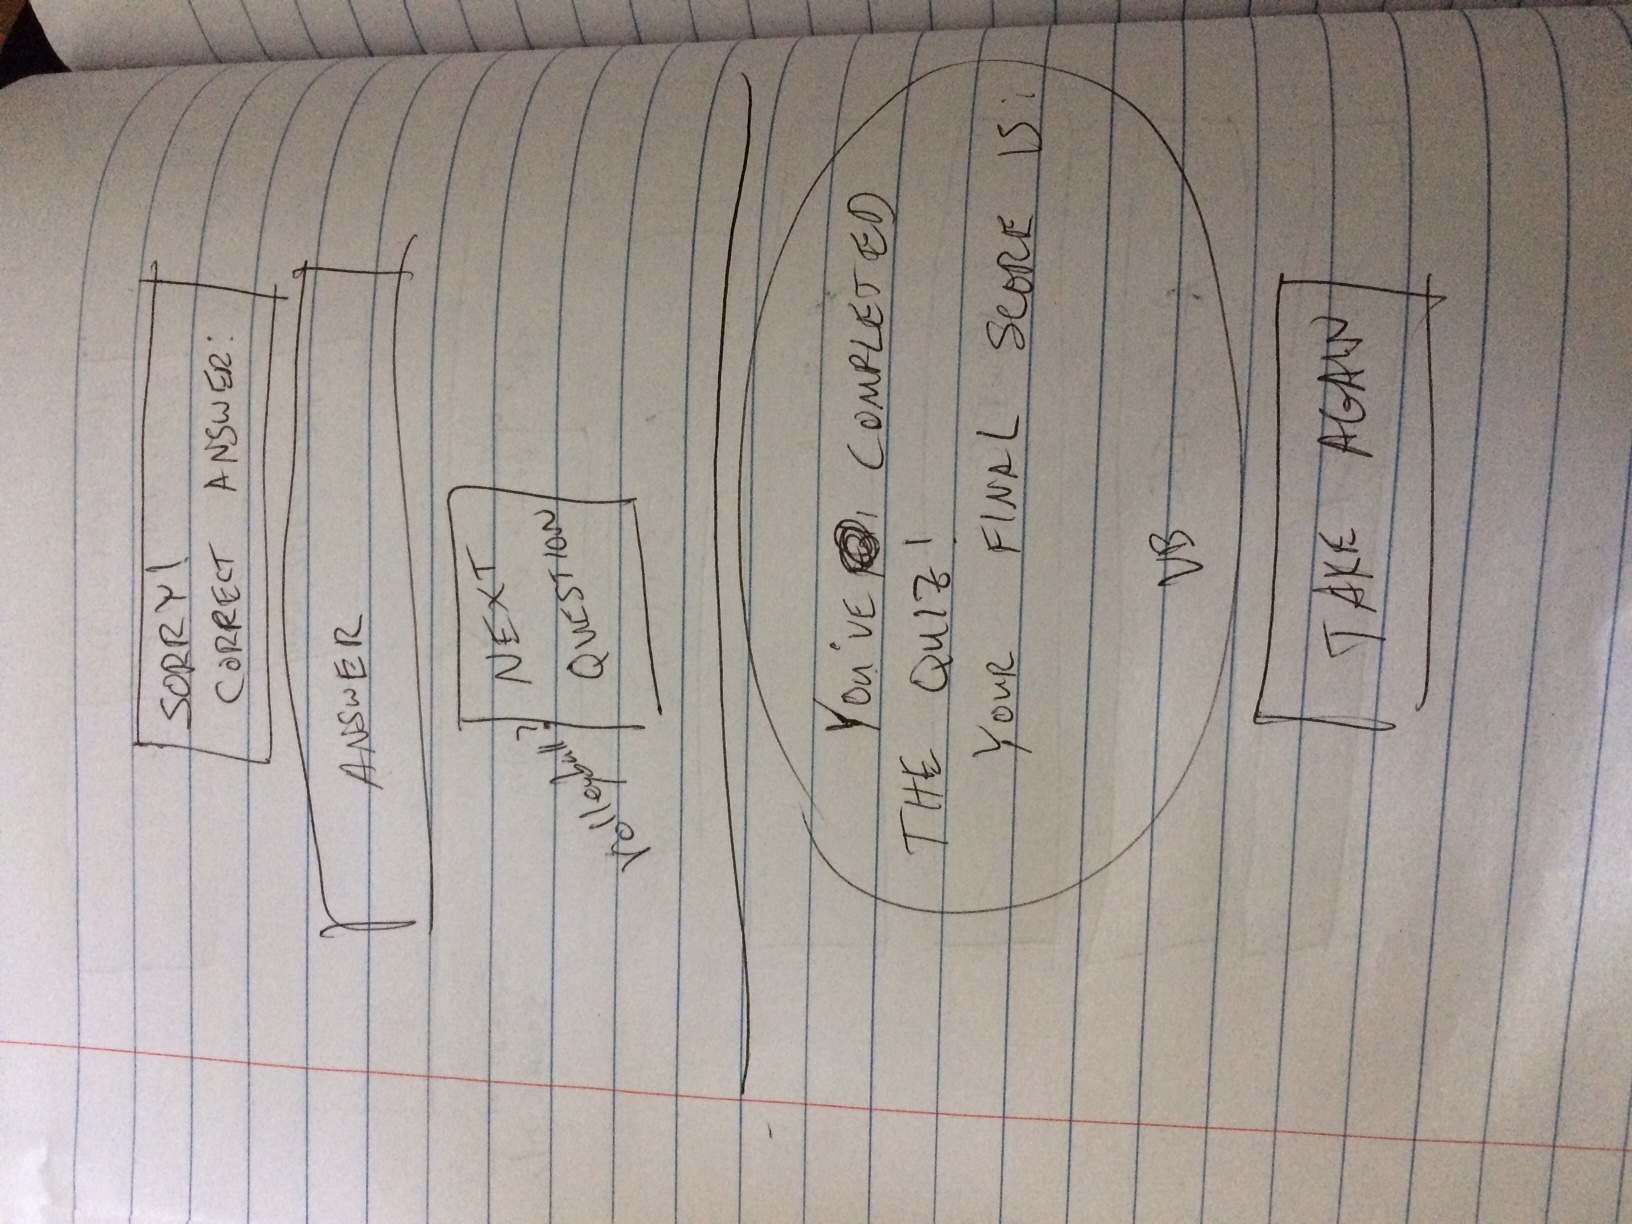 SORRY!
CORRECT ANSWER:
ANSWER
NEXT
QUESTION
Volleyball?
YOU'VE COMPLETED
THE QUIZ!
YOUR FINAL SCORE IS:
VB
TAKE AGAIN